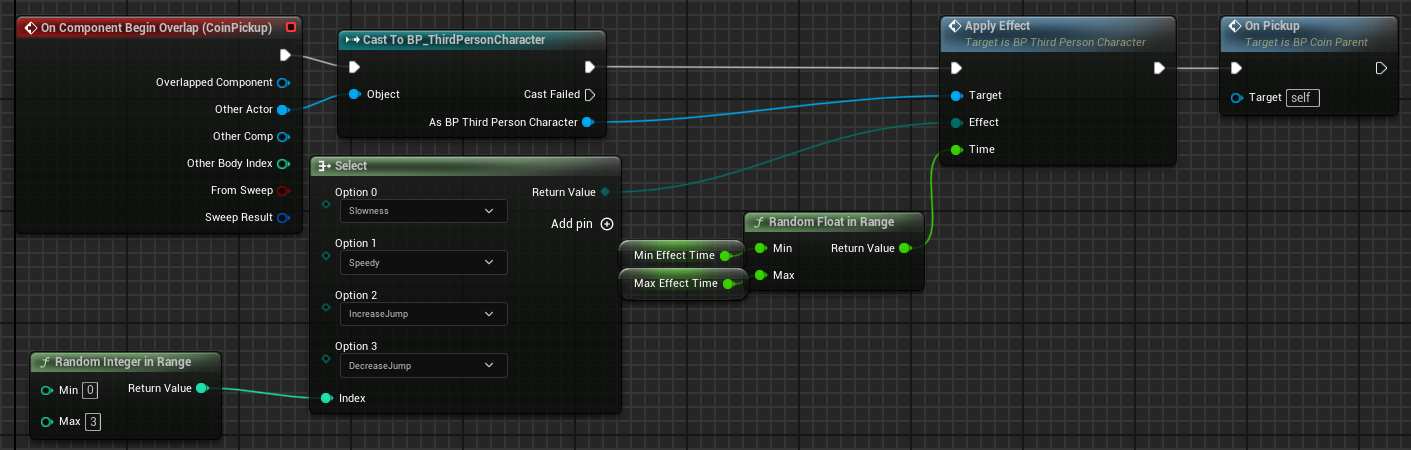 On Component Begin Overlap (CoinPickup)
Overlapped Component
Other Actor
Other Comp
Other Body Index
From Sweep
Sweep Result
Cast To BP_ThirdPersonCharacter
Object
Cast Failed
As BP Third Person Character
Select
Option 0
Slowness
Return Value
Add pin
Option 1
Speedy
Option 2
IncreaseJump
Option 3
DecreaseJump
Index
Random Integer in Range
Min 0
Return Value
Max 3
Min Effect Time
Max Effect Time
Random Float in Range
Min
Return Value
Max
Apply Effect
Target is BP Third Person Character
Target
Effect
Time
On Pickup
Target is BP Coin Parent
Target self